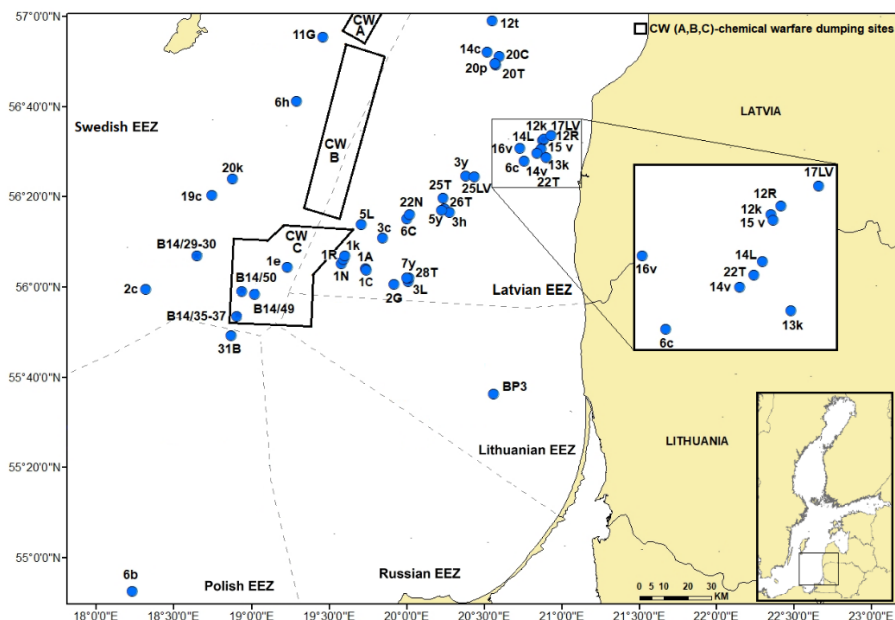 57°0'0"N
12t
CW (A,B,C)-chemical warfare dumping sites
CW
A
11G
14c
20C
20p
20T
56°40'0"N
6h
LATVIA
Swedish EEZ
CW
B
12k
17LV
14L
12R
16v
15 v
6c
13k
14v
22T
3y
25LV
20k
19c
56°20'0"N
25T
22N
26T
6C
5y
3h
17LV
12R
12k
15 v
14L
16v
22T
14v
13k
6c
5L
3c
CW
C
B14/29-30
1k
1R
1A
1e
1N
1C
7y
28T
2G
3L
Latvian EEZ
56°0'0"N
2c
B14/50
B14/49
B14/35-37
31B
55°40'0"N
BP3
Lithuanian EEZ
LITHUANIA
55°20'0"N
55°0'0"N
6b
Polish EEZ
Russian EEZ
0 5 10 20 30
KM
18°0'0"E
18°30'0"E
19°0'0"E
19°30'0"E
20°0'0"E
20°30'0"E
21°0'0"E
21°30'0"E
22°0'0"E
22°30'0"E
23°0'0"E